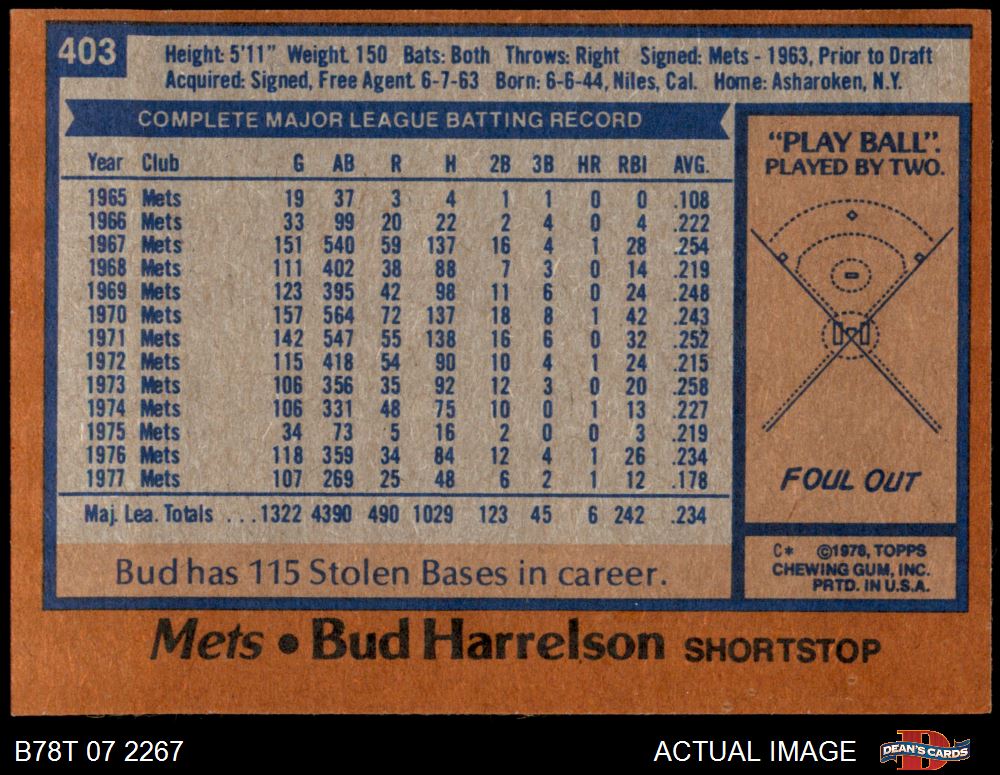 403
Height: 5'11" Weight. 150 Bats: Both Throws: Right Signed: Mets - 1963, Prior to Draft
Acquired: Signed, Free Agent. 6-7-63 Born: 6-6-44, Niles, Cal. Home: Asharoken, N.Y.
COMPLETE MAJOR LEAGUE BATTING RECORD
Year Club G AB R H 2B 3B HR RBI AVG.
1965 Mets 19 37 3 4 1 1 0 0 .108
1966 Mets 33 99 20 22 2 4 0 4 .222
1967 Mets 151 540 59 137 16 4 1 28 .254
1968 Mets 111 402 38 88 7 3 0 14 .219
1969 Mets 123 395 42 98 11 6 0 24 .248
1970 Mets 157 564 72 137 18 8 1 42 .243
1971 Mets 142 547 55 138 16 6 0 32 .252
1972 Mets 115 418 54 90 10 4 1 24 .215
1973 Mets 106 356 35 92 12 3 0 20 .258
1974 Mets 106 331 48 75 10 0 1 13 .227
1975 Mets 34 73 5 16 2 0 0 3 .219
1976 Mets 118 359 34 84 12 4 1 26 .234
1977 Mets 107 269 25 48 6 2 1 12 .178
Maj. Lea. Totals . . . 1322 4390 490 1029 123 45 6 242 .234
Bud has 115 Stolen Bases in career.
"PLAY BALL".
PLAYED BY TWO.
FOUL OUT
C* ©1978, TOPPS
CHEWING GUM, INC.
PRTD. IN U.S.A.
Mets • Bud Harrelson SHORTSTOP
B78T 07 2267
ACTUAL IMAGE
D
DEAN'S CARDS